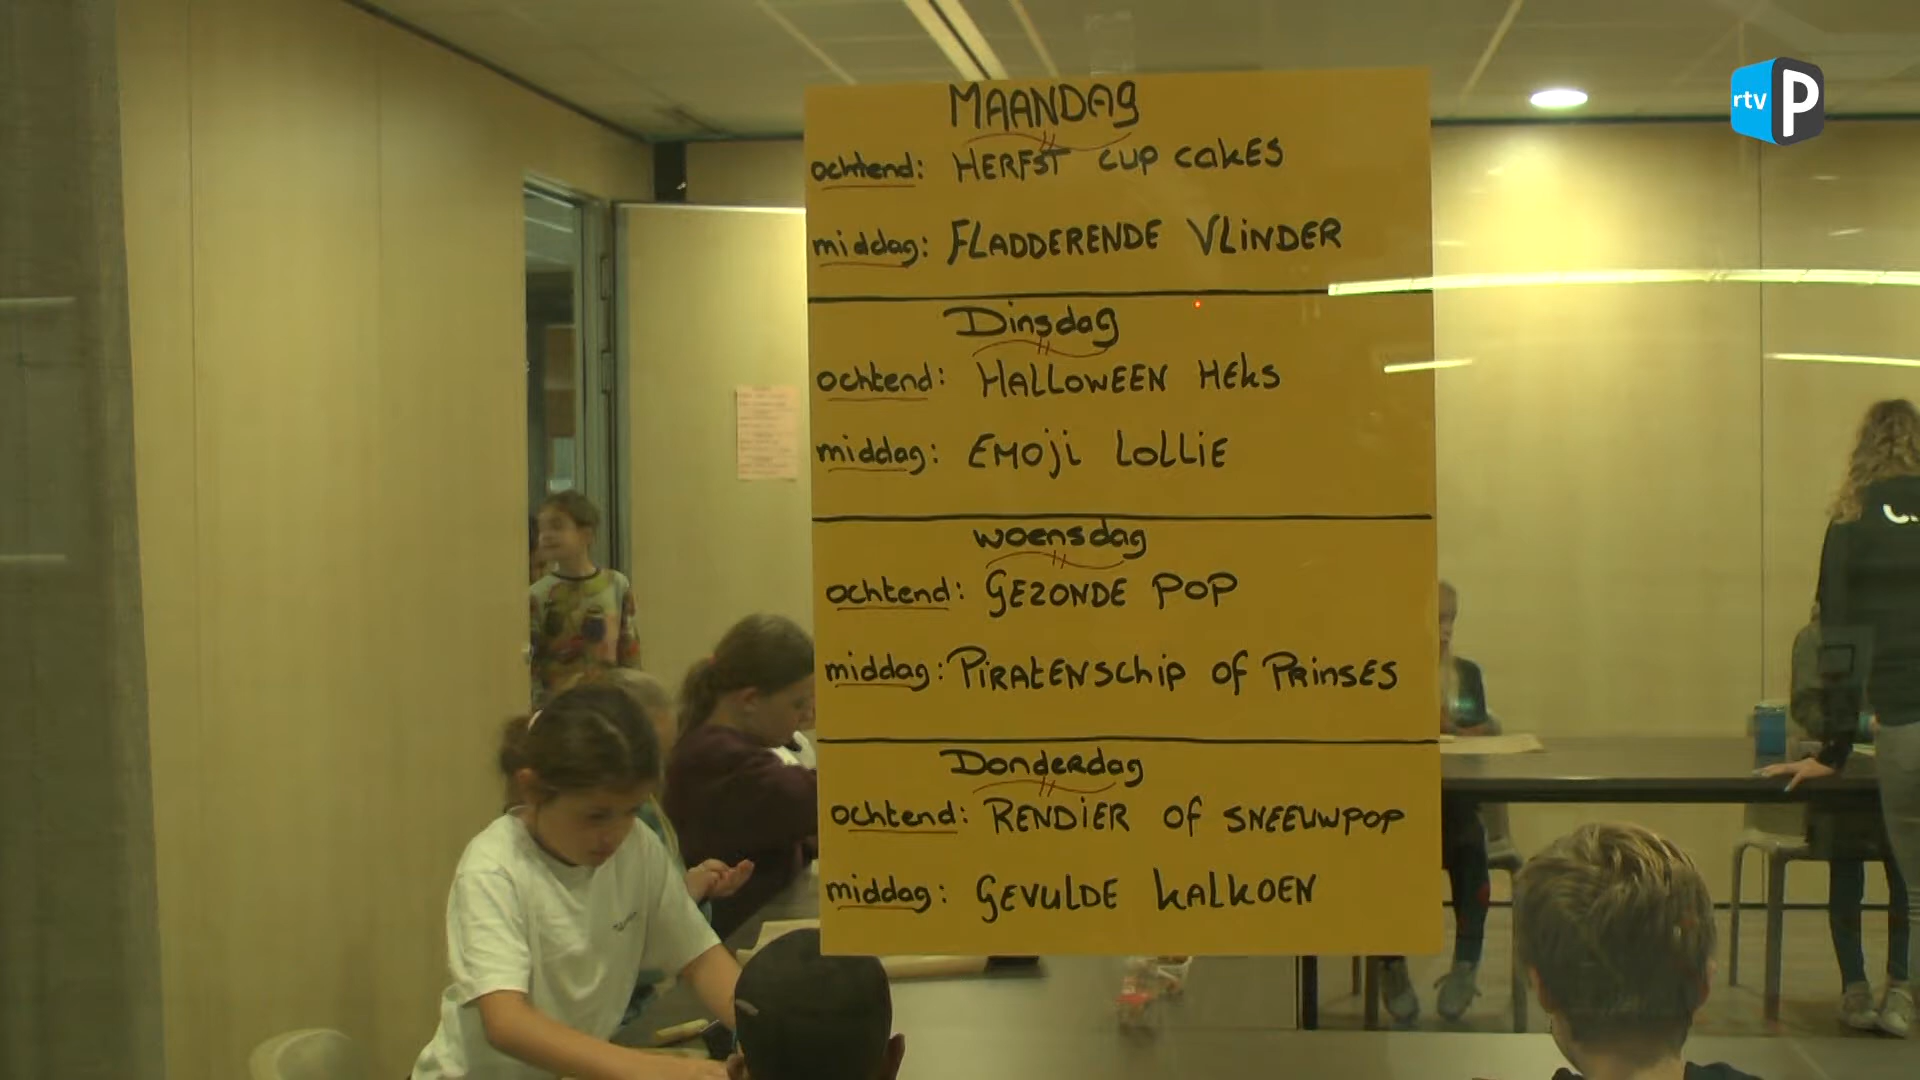 rtv P
MAANDAG
ochtend: HERFST CUP CAKES
middag: FLADDERENDE VLINDER
Dinsdag
ochtend: HALLOWEEN HEKS
middag: EMOJI LOLLIE
woensdag
ochtend: GEZONDE POP
middag: PIRATENSCHIP OF PRINSES
Donderdag
ochtend: RENDIER OF SNEEUWPOP
middag: GEVULDE KALKOEN